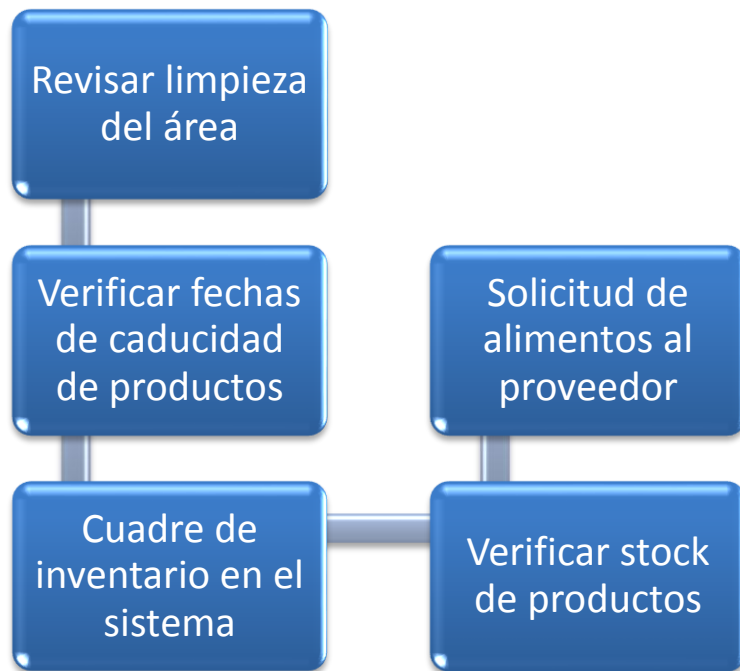 Revisar limpieza
del área
Verificar fechas
de caducidad
de productos
Cuadre de
inventario en el
sistema
Verificar stock
de productos
Solicitud de
alimentos al
proveedor